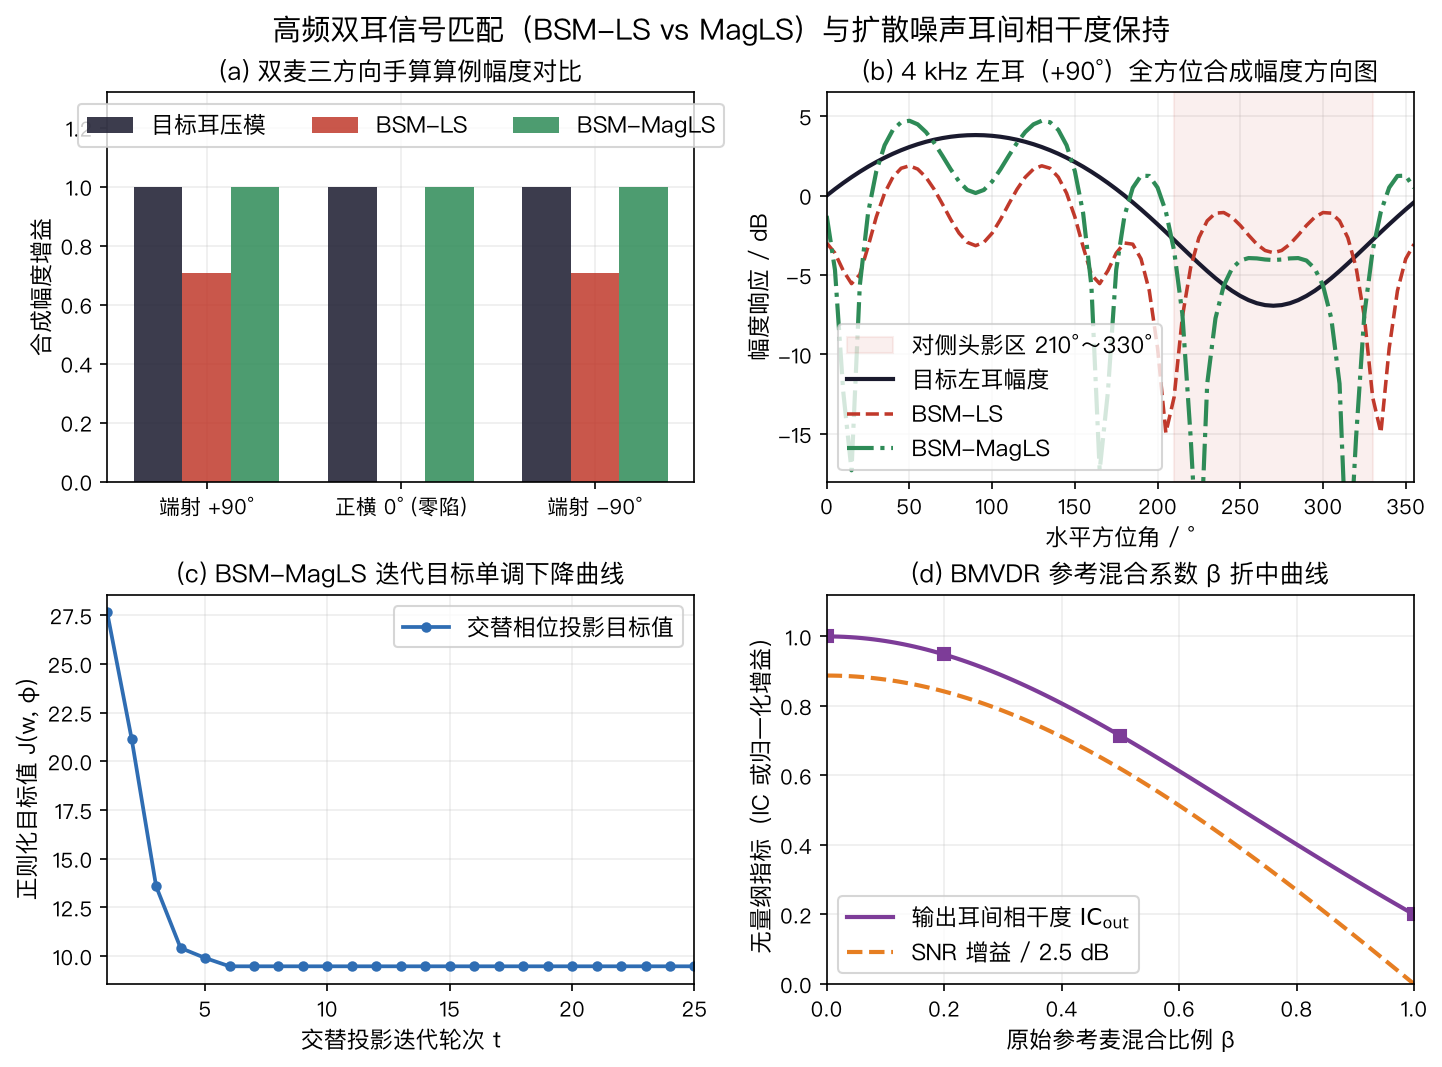 高频双耳信号匹配（BSM–LS vs MagLS）与扩散噪声耳间相干度保持
(a) 双麦三方向手算算例幅度对比
目标耳压模
BSM–LS
BSM–MagLS
合成幅度增益
1.2
1.0
0.8
0.6
0.4
0.2
0.0
端射 +90°
正横 0° (零陷)
端射 −90°
(b) 4 kHz 左耳（+90°）全方位合成幅度方向图
幅度响应 / dB
5
0
−5
−10
−15
对侧头影区 210°～330°
目标左耳幅度
BSM–LS
BSM–MagLS
0
50
100
150
200
250
300
350
水平方位角 / °
(c) BSM–MagLS 迭代目标单调下降曲线
交替相位投影目标值
正则化目标值 J(w, ϕ)
27.5
25.0
22.5
20.0
17.5
15.0
12.5
10.0
5
10
15
20
25
交替投影迭代轮次 t
(d) BMVDR 参考混合系数 β 折中曲线
无量纲指标（IC 或归一化增益）
1.0
0.8
0.6
0.4
0.2
0.0
输出耳间相干度 ICout
SNR 增益 / 2.5 dB
0.0
0.2
0.4
0.6
0.8
1.0
原始参考麦混合比例 β